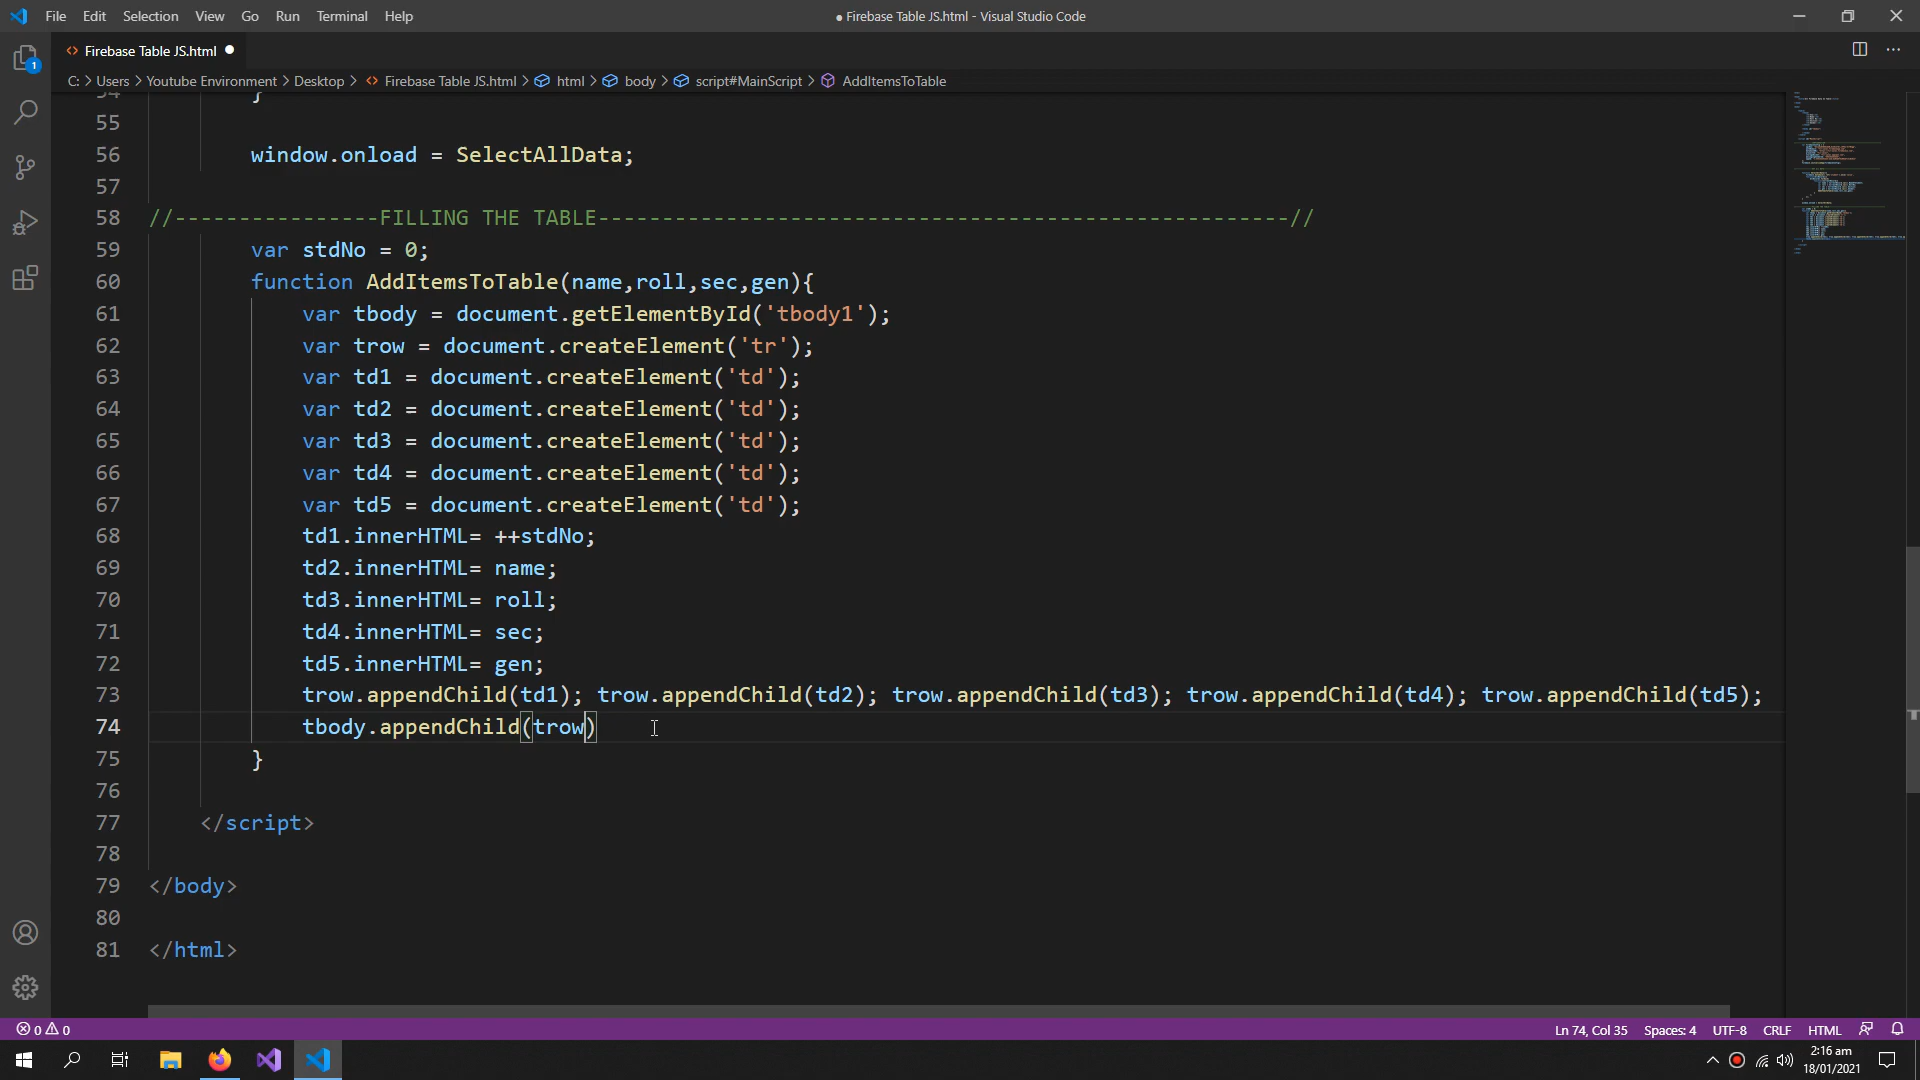 File Edit Selection View Go Run Terminal Help
● Firebase Table JS.html - Visual Studio Code
<> Firebase Table JS.html ●
C: > Users > Youtube Environment > Desktop > <> Firebase Table JS.html > html > body > script#MainScript > AddItemsToTable
54 }
55
56 window.onload = SelectAllData;
57
58 //----------------FILLING THE TABLE------------------------------------------------------//
59 var stdNo = 0;
60 function AddItemsToTable(name,roll,sec,gen){
61 var tbody = document.getElementById('tbody1');
62 var trow = document.createElement('tr');
63 var td1 = document.createElement('td');
64 var td2 = document.createElement('td');
65 var td3 = document.createElement('td');
66 var td4 = document.createElement('td');
67 var td5 = document.createElement('td');
68 td1.innerHTML= ++stdNo;
69 td2.innerHTML= name;
70 td3.innerHTML= roll;
71 td4.innerHTML= sec;
72 td5.innerHTML= gen;
73 trow.appendChild(td1); trow.appendChild(td2); trow.appendChild(td3); trow.appendChild(td4); trow.appendChild(td5);
74 tbody.appendChild(trow)
75 }
76
77 </script>
78
79 </body>
80
81 </html>
1
0 0
Ln 74, Col 35 Spaces: 4 UTF-8 CRLF HTML
2:16 am
18/01/2021